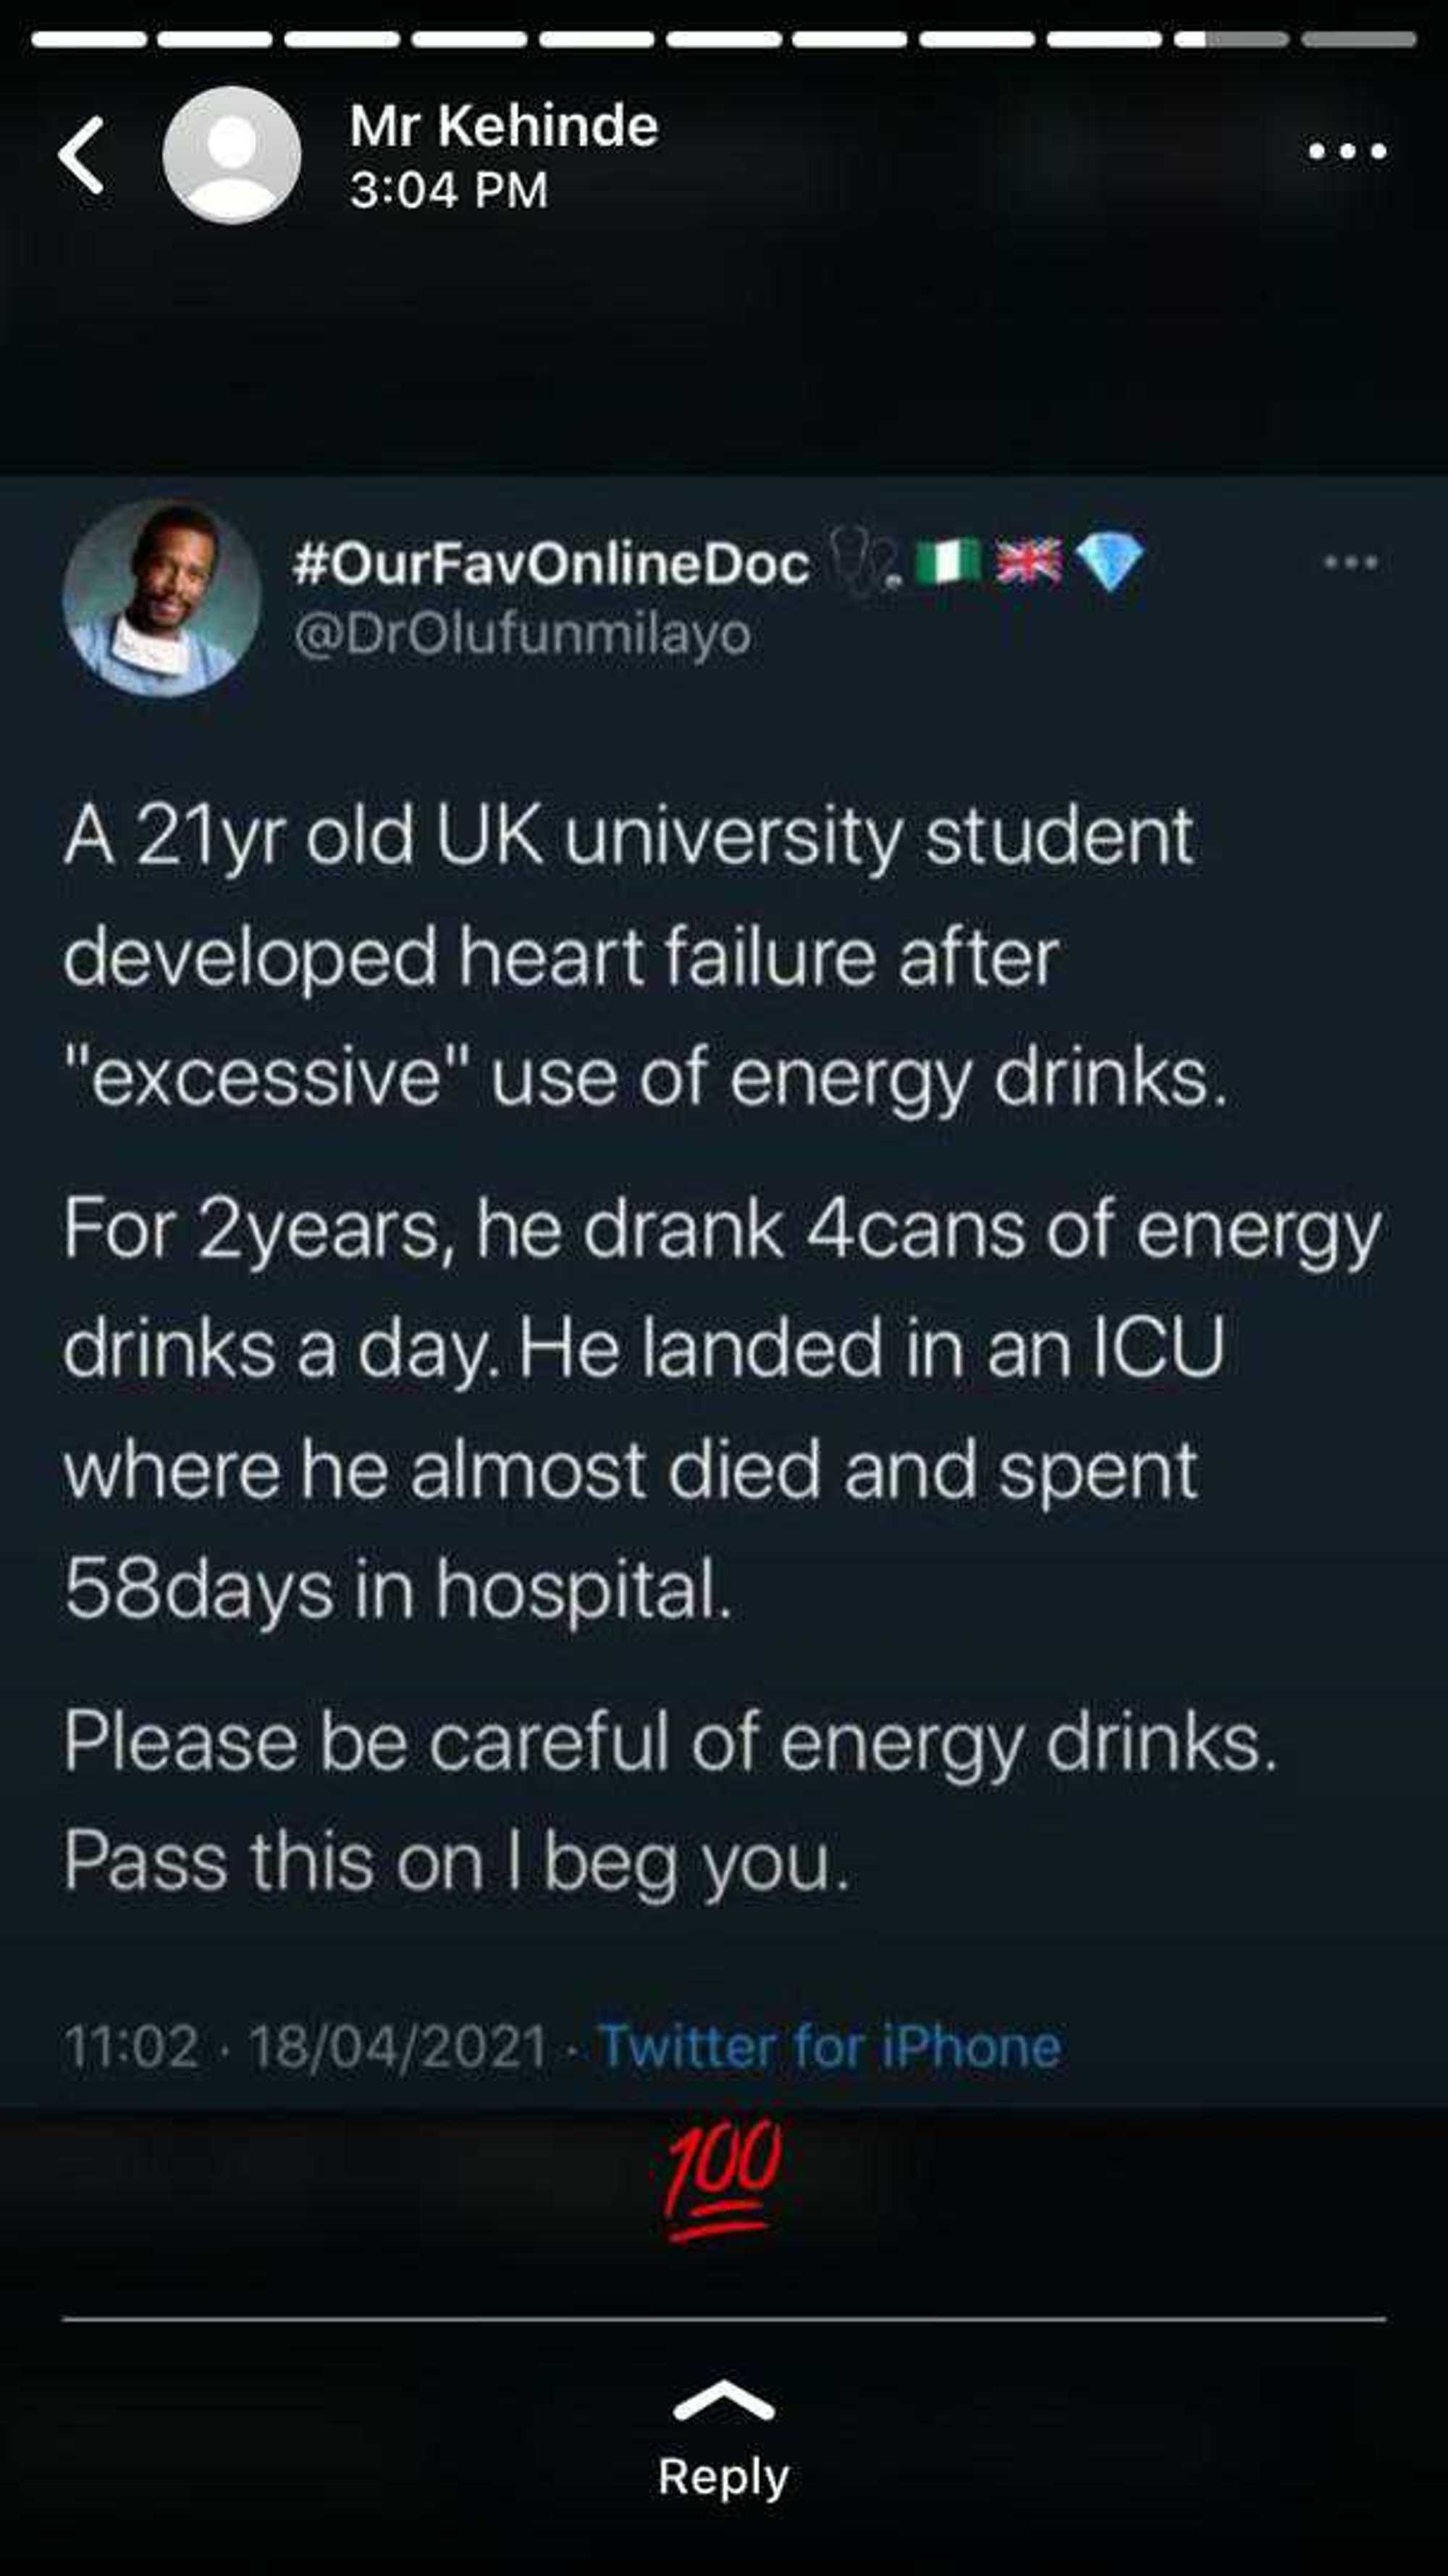 Mr Kehinde
3:04 PM
#OurFavOnlineDoc 🩺🇳🇬🇬🇧💎
@DrOlufunmilayo
A 21yr old UK university student
developed heart failure after
"excessive" use of energy drinks.
For 2years, he drank 4cans of energy
drinks a day. He landed in an ICU
where he almost died and spent
58days in hospital.
Please be careful of energy drinks.
Pass this on I beg you.
11:02 · 18/04/2021 · Twitter for iPhone
💯
Reply